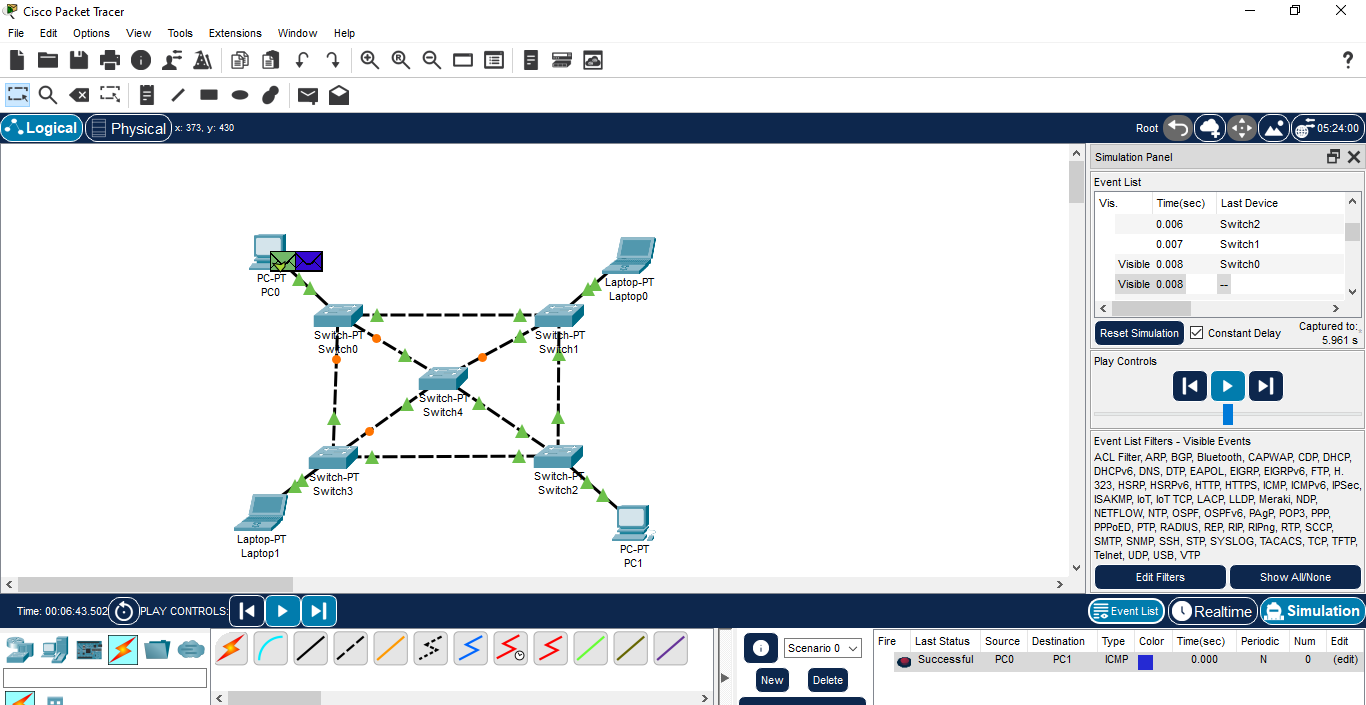 Cisco Packet Tracer
File Edit Options View Tools Extensions Window Help
?
Logical Physical x: 373, y: 430 Root 05:24:00
Simulation Panel
Event List
Vis. Time(sec) Last Device
0.006 Switch2
0.007 Switch1
Visible 0.008 Switch0
Visible 0.008 --
Reset Simulation Constant Delay Captured to:
5.961 s
Play Controls
Event List Filters - Visible Events
ACL Filter, ARP, BGP, Bluetooth, CAPWAP, CDP, DHCP,
DHCPv6, DNS, DTP, EAPOL, EIGRP, EIGRPv6, FTP, H.
323, HSRP, HSRPv6, HTTP, HTTPS, ICMP, ICMPv6, IPSec,
ISAKMP, IoT, IoT TCP, LACP, LLDP, Meraki, NDP,
NETFLOW, NTP, OSPF, OSPFv6, PAgP, POP3, PPP,
PPPoED, PTP, RADIUS, REP, RIP, RIPng, RTP, SCCP,
SMTP, SNMP, SSH, STP, SYSLOG, TACACS, TCP, TFTP,
Telnet, UDP, USB, VTP
Edit Filters Show All/None
PC-PT
PC0
Laptop-PT
Laptop0
Switch-PT
Switch0
Switch-PT
Switch1
Switch-PT
Switch4
Switch-PT
Switch3
Switch-PT
Switch2
Laptop-PT
Laptop1
PC-PT
PC1
Time: 00:06:43.502 PLAY CONTROLS: Event List Realtime Simulation
Scenario 0
New Delete
Fire Last Status Source Destination Type Color Time(sec) Periodic Num Edit
Successful PC0 PC1 ICMP 0.000 N 0 (edit)